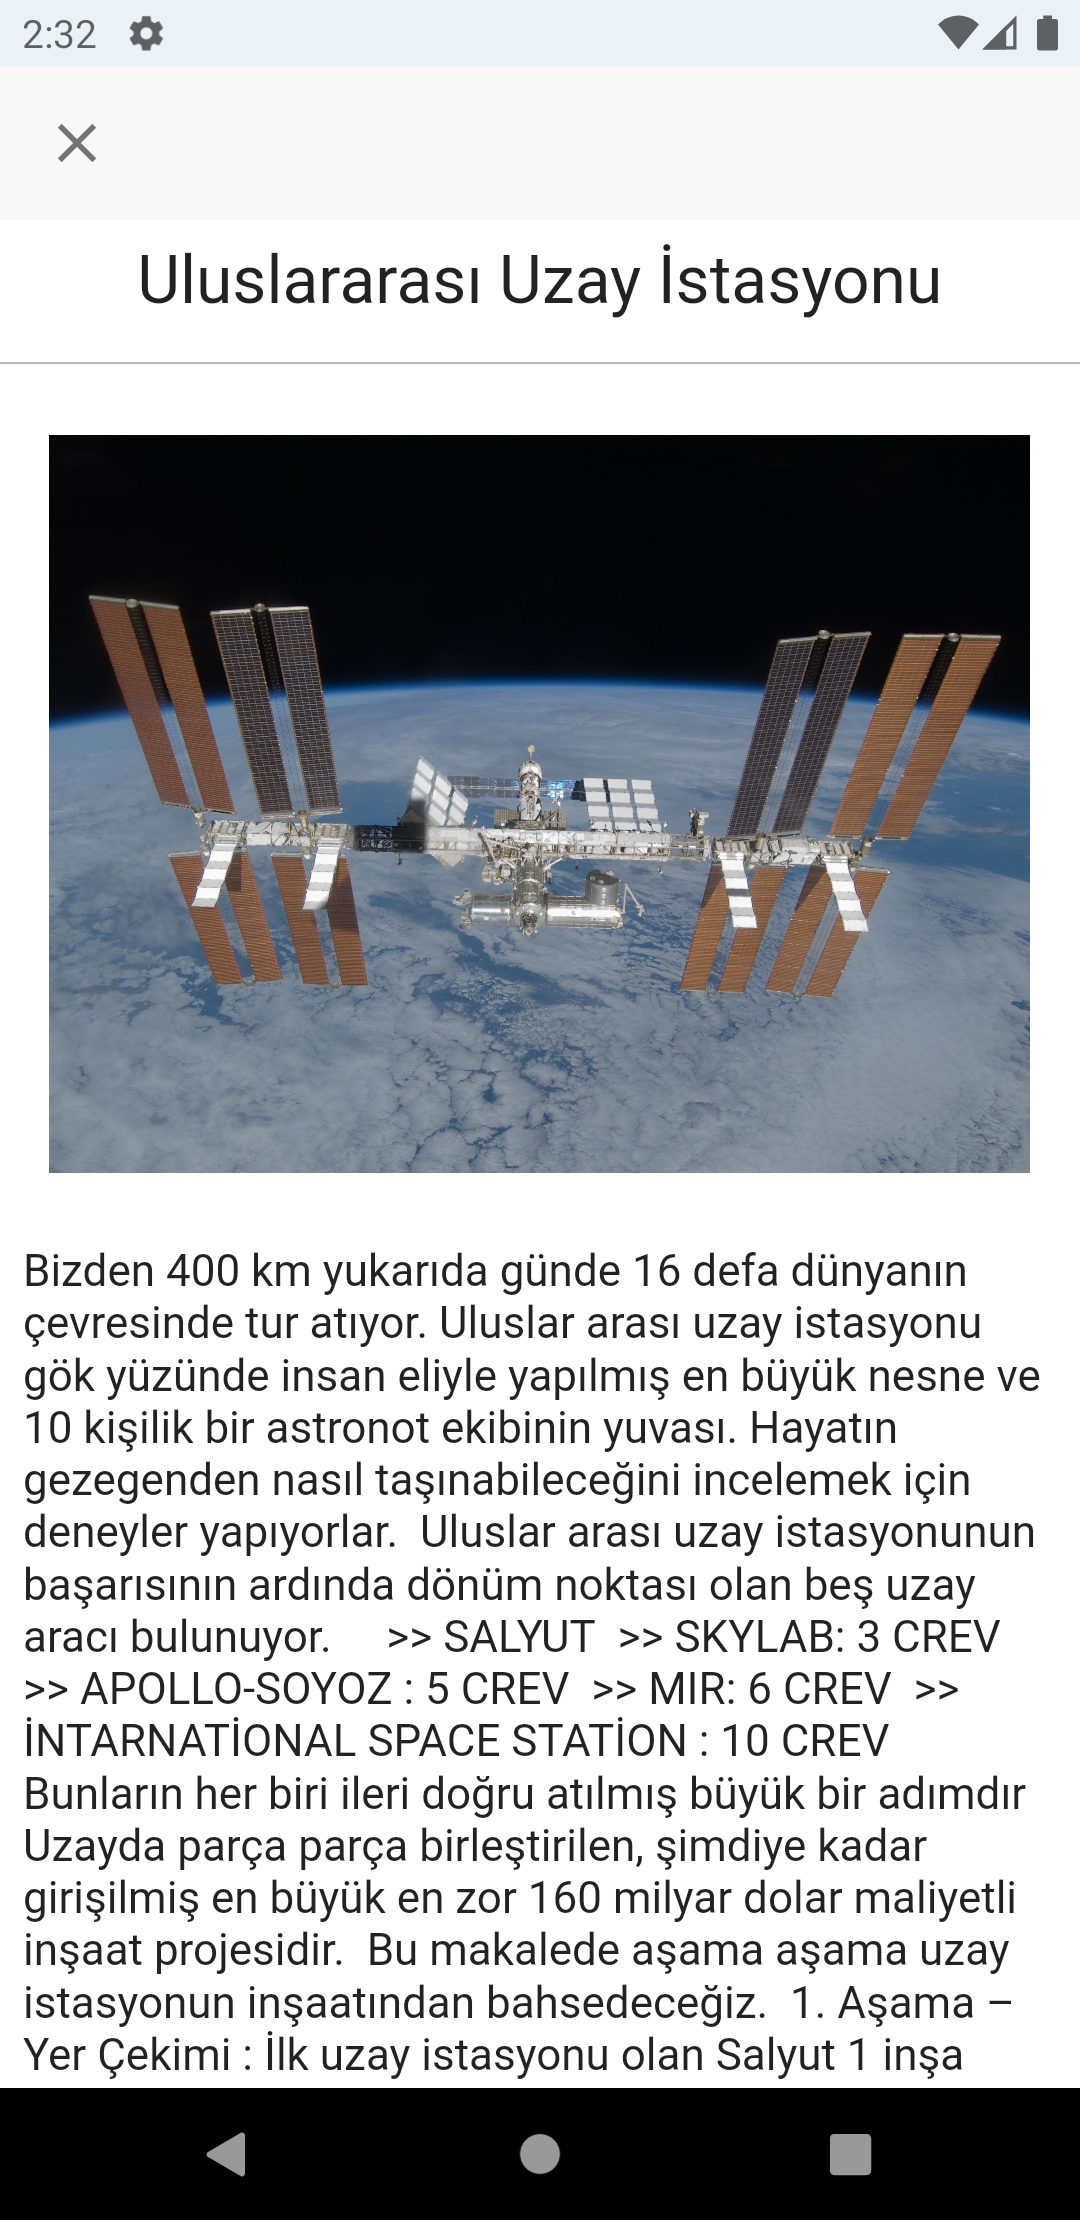 2:32
Uluslararası Uzay İstasyonu
Bizden 400 km yukarıda günde 16 defa dünyanın
çevresinde tur atıyor. Uluslar arası uzay istasyonu
gök yüzünde insan eliyle yapılmış en büyük nesne ve
10 kişilik bir astronot ekibinin yuvası. Hayatın
gezegenden nasıl taşınabileceğini incelemek için
deneyler yapıyorlar.  Uluslar arası uzay istasyonunun
başarısının ardında dönüm noktası olan beş uzay
aracı bulunuyor.     >> SALYUT  >> SKYLAB: 3 CREV
>> APOLLO-SOYOZ : 5 CREV  >> MIR: 6 CREV  >>
İNTARNATİONAL SPACE STATİON : 10 CREV
Bunların her biri ileri doğru atılmış büyük bir adımdır
Uzayda parça parça birleştirilen, şimdiye kadar
girişilmiş en büyük en zor 160 milyar dolar maliyetli
inşaat projesidir.  Bu makalede aşama aşama uzay
istasyonun inşaatından bahsedeceğiz.  1. Aşama –
Yer Çekimi : İlk uzay istasyonu olan Salyut 1 inşa